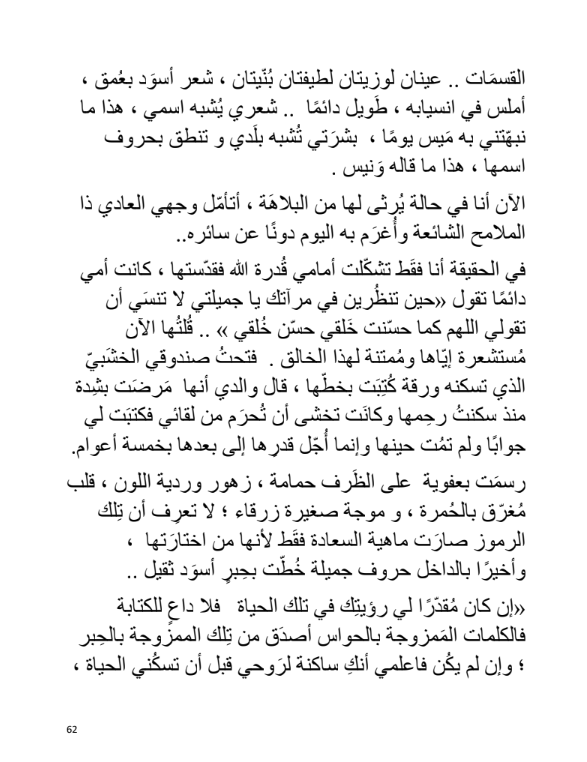 القسمَات .. عينان لوزيتان لطيفتان بُنّيتان ، شعر أسوَد بعُمق ،
أملس في انسيابه ، طَويل دائمًا .. شعري يُشبه اسمي ، هذا ما
نبهّتني به مَيس يومًا ، بشرَتي تُشبه بلَدي و تنطق بحروف
اسمها ، هذا ما قاله وَنيس .
الآن أنا في حالة يُرثى لها من البلاهَة ، أتأمّل وجهي العادي ذا
الملامح الشائعة وأُغرَم به اليوم دونًا عن سائره..
في الحقيقة أنا فقَط تشكّلت أمامي قُدرة الله فقدّستها ، كانت أمي
دائمًا تقول «حين تنظُرين في مرآتك يا جميلتي لا تنسَي أن
تقولي اللهم كما حسّنت خَلقي حسّن خُلقي » .. قُلتُها الآن
مُستشعرة إيّاها ومُمتنة لهذا الخالق . فتحتُ صندوقي الخشَبيّ
الذي تسكنه ورقة كُتِبَت بخطّها ، قال والدي أنها مَرضَت بشِدة
منذ سكنتُ رحِمها وكانَت تخشى أن تُحرَم من لقائي فكتبَت لي
جوابًا ولم تمُت حينها وإنما أُجّل قدرها إلى بعدها بخمسة أعوام.
رسمَت بعفوية على الظَرف حمامة ، زهور وردية اللون ، قلب
مُغرّق بالحُمرة ، و موجة صغيرة زرقاء ؛ لا تعرِف أن تِلك
الرموز صارَت ماهية السعادة فقَط لأنها من اختارَتها ،
وأخيرًا بالداخل حروف جميلة خُطّت بحِبرٍ أسوَد ثقيل ..
«إن كان مُقدّرًا لي رؤيتِك في تلك الحياة فلا داعٍ للكتابة
فالكلمات المَمزوجة بالحواس أصدَق من تِلك الممزوجة بالحِبر
؛ وإن لم يكُن فاعلمي أنكِ ساكنة لرَوحي قبل أن تسكُني الحياة ،
62